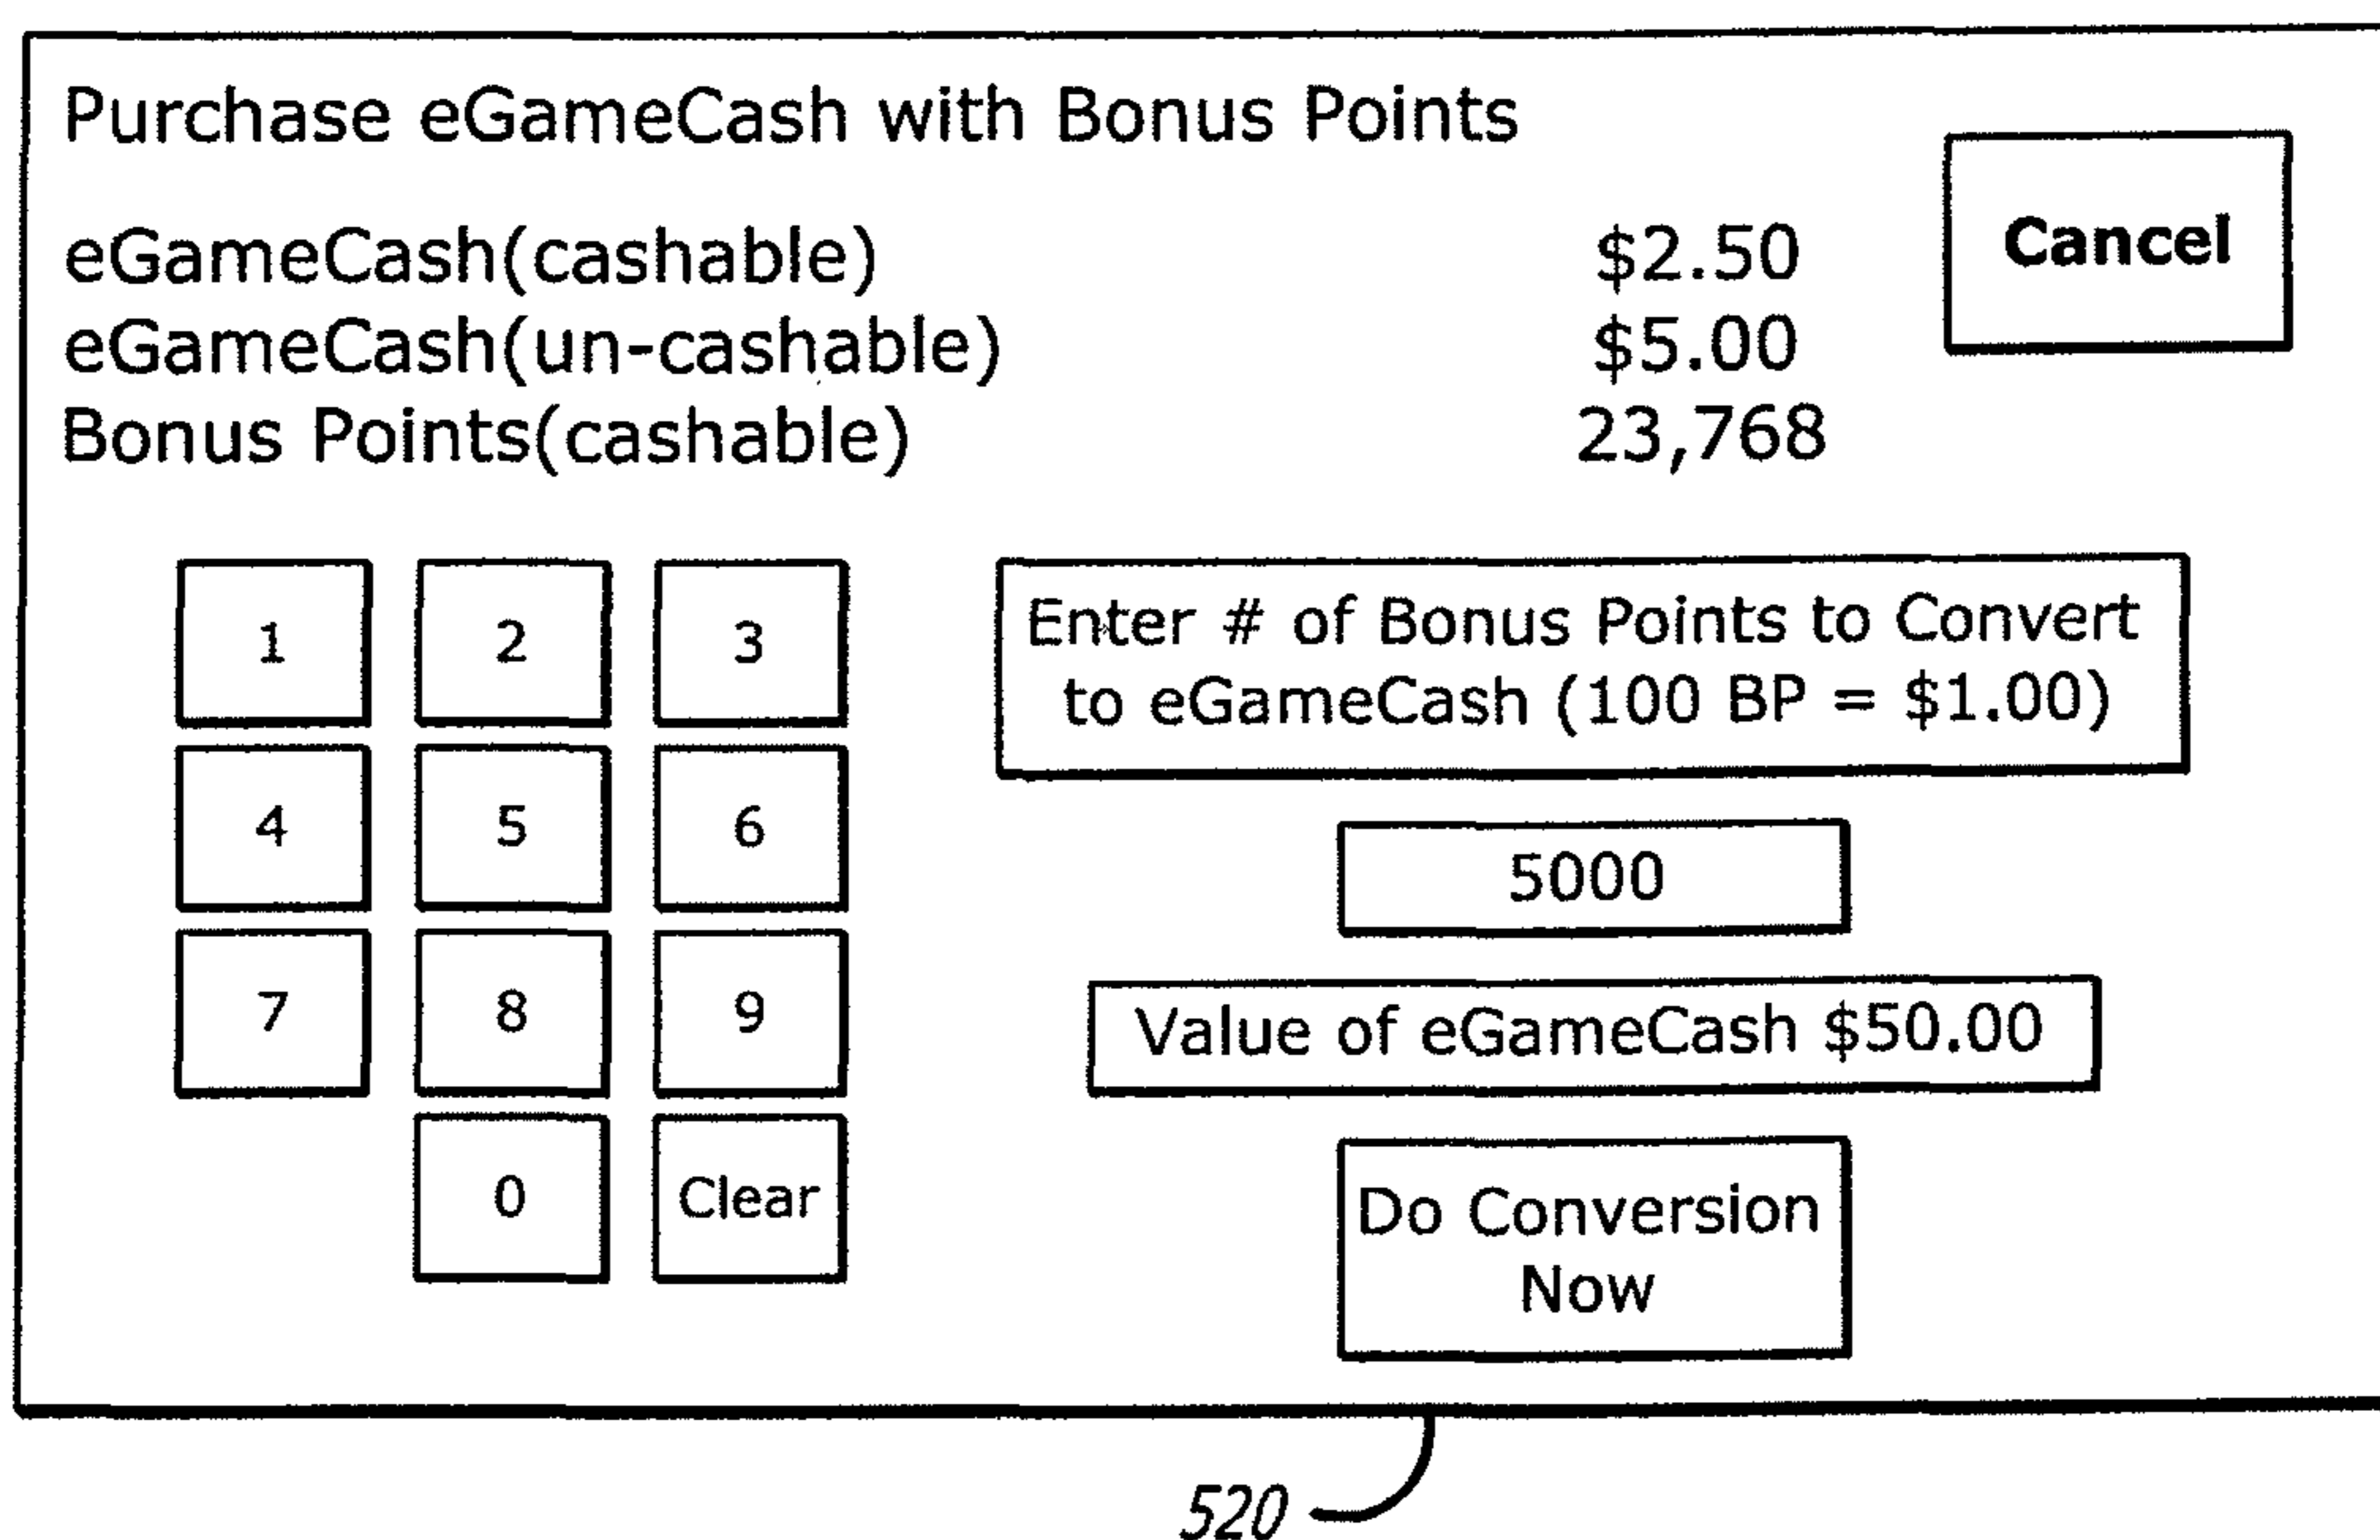 Purchase eGameCash with Bonus Points
Cancel
eGameCash(cashable) $2.50
eGameCash(un-cashable) $5.00
Bonus Points(cashable) 23,768
1 2 3
4 5 6
7 8 9
0 Clear
Enter # of Bonus Points to Convert
to eGameCash (100 BP = $1.00)
5000
Value of eGameCash $50.00
Do Conversion
Now
520